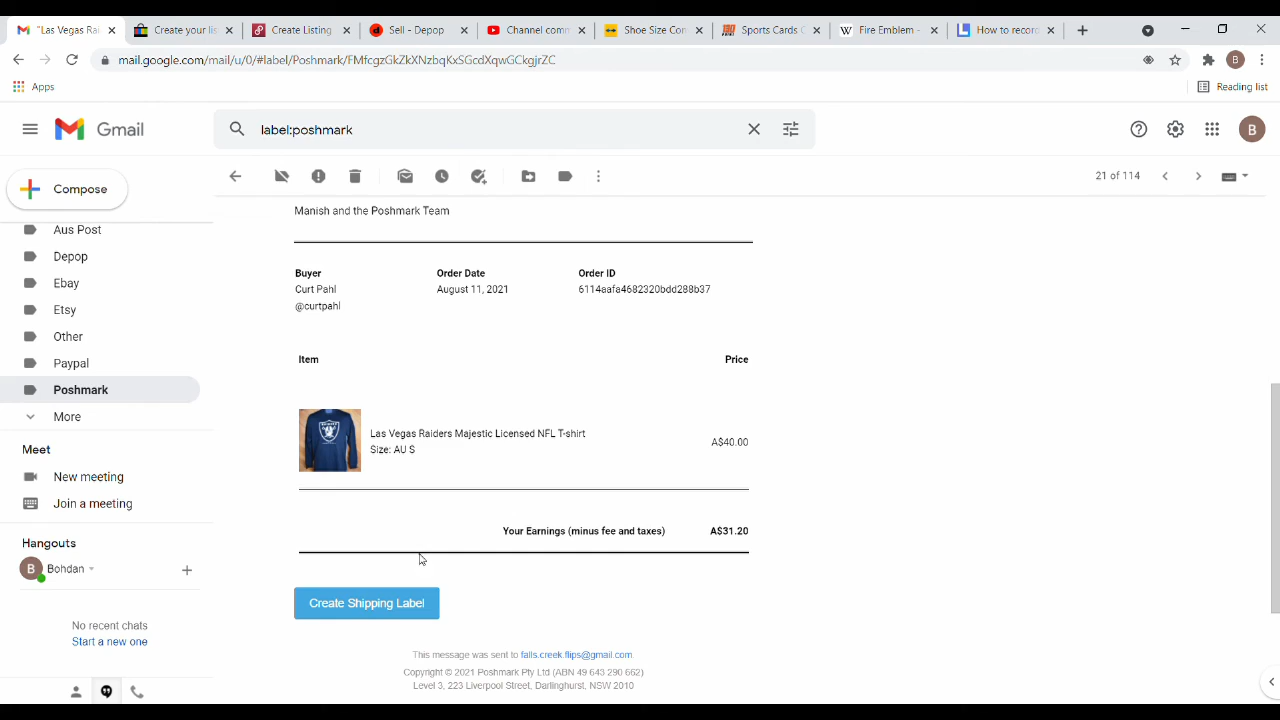 "Las Vegas Rai
Create your lis
Create Listing
Sell - Depop
Channel comm
Shoe Size Con
Sports Cards C
Fire Emblem -
How to record
mail.google.com/mail/u/0/#label/Poshmark/FMfcgzGkZkXNzbqKxSGcdXqwGCkgjrZC
B
Apps
Reading list
Gmail
label:poshmark
B
Compose
21 of 114
Aus Post
Depop
Ebay
Etsy
Other
Paypal
Poshmark
More
Meet
New meeting
Join a meeting
Hangouts
B Bohdan
No recent chats
Start a new one
Manish and the Poshmark Team
Buyer Order Date Order ID
Curt Pahl August 11, 2021 6114aafa4682320bdd288b37
@curtpahl
Item Price
RAIDERS
Las Vegas Raiders Majestic Licensed NFL T-shirt
Size: AU S
A$40.00
Your Earnings (minus fee and taxes) A$31.20
Create Shipping Label
This message was sent to falls.creek.flips@gmail.com
Copyright © 2021 Poshmark Pty Ltd (ABN 49 643 290 662)
Level 3, 223 Liverpool Street, Darlinghurst, NSW 2010